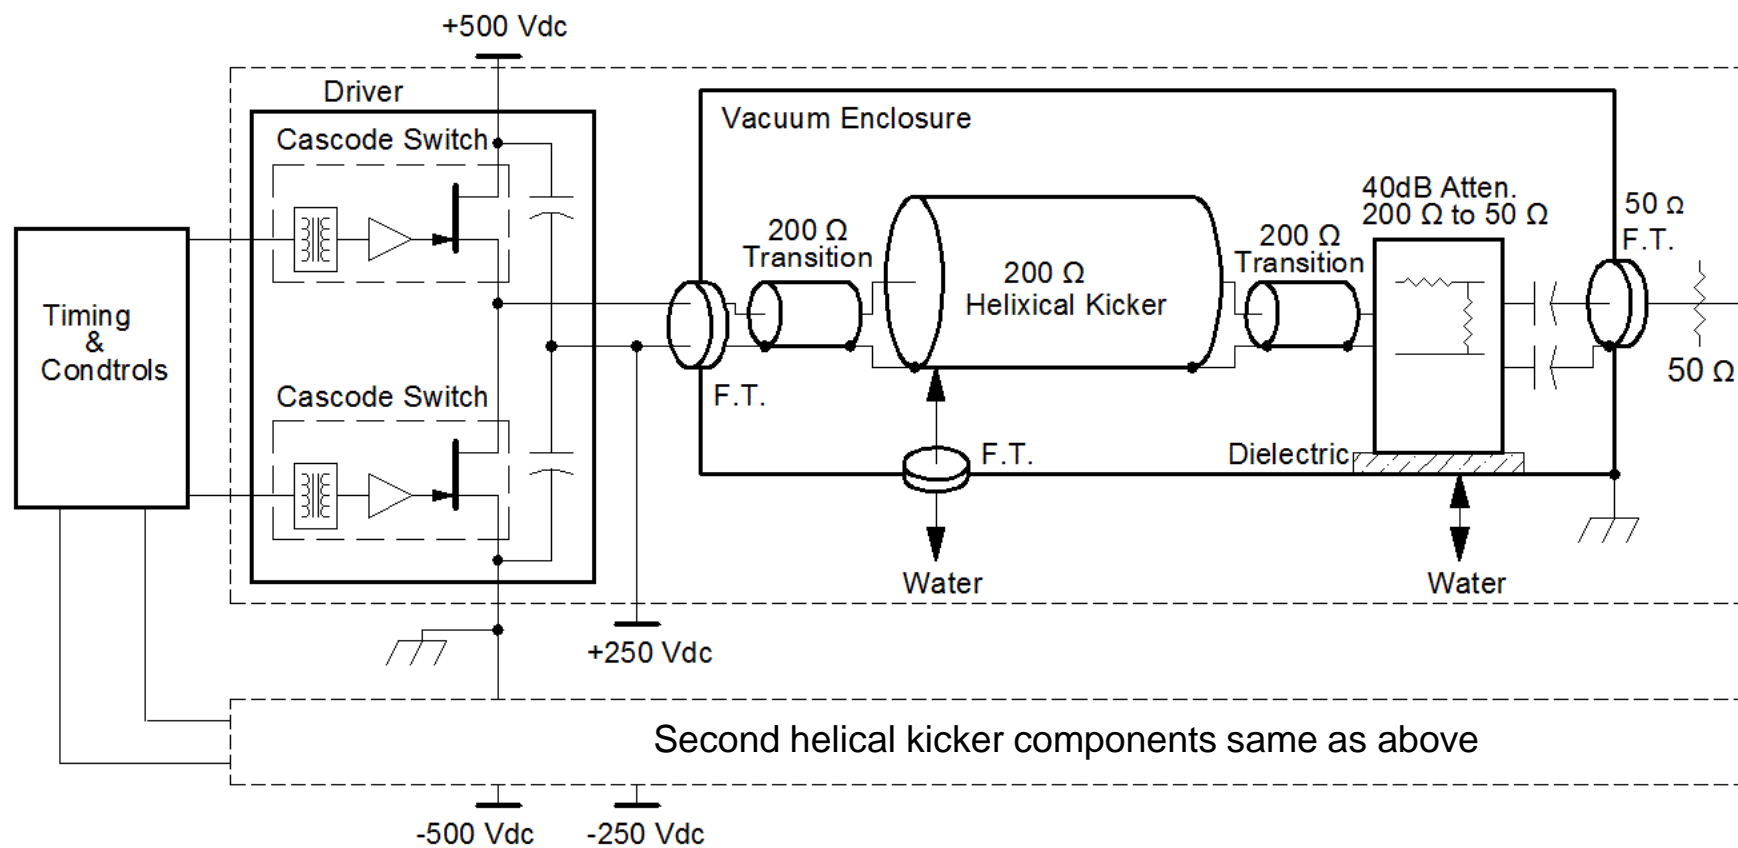 +500 Vdc
Driver
Cascode Switch
Vacuum Enclosure
40dB Atten.
200 Ω to 50 Ω
50 Ω
F.T.
200 Ω
Transition
200 Ω
Helixical Kicker
200 Ω
Transition
Timing
&
Condtrols
50 Ω
Cascode Switch
F.T.
F.T.
Dielectric
Water
Water
+250 Vdc
Second helical kicker components same as above
-500 Vdc
-250 Vdc